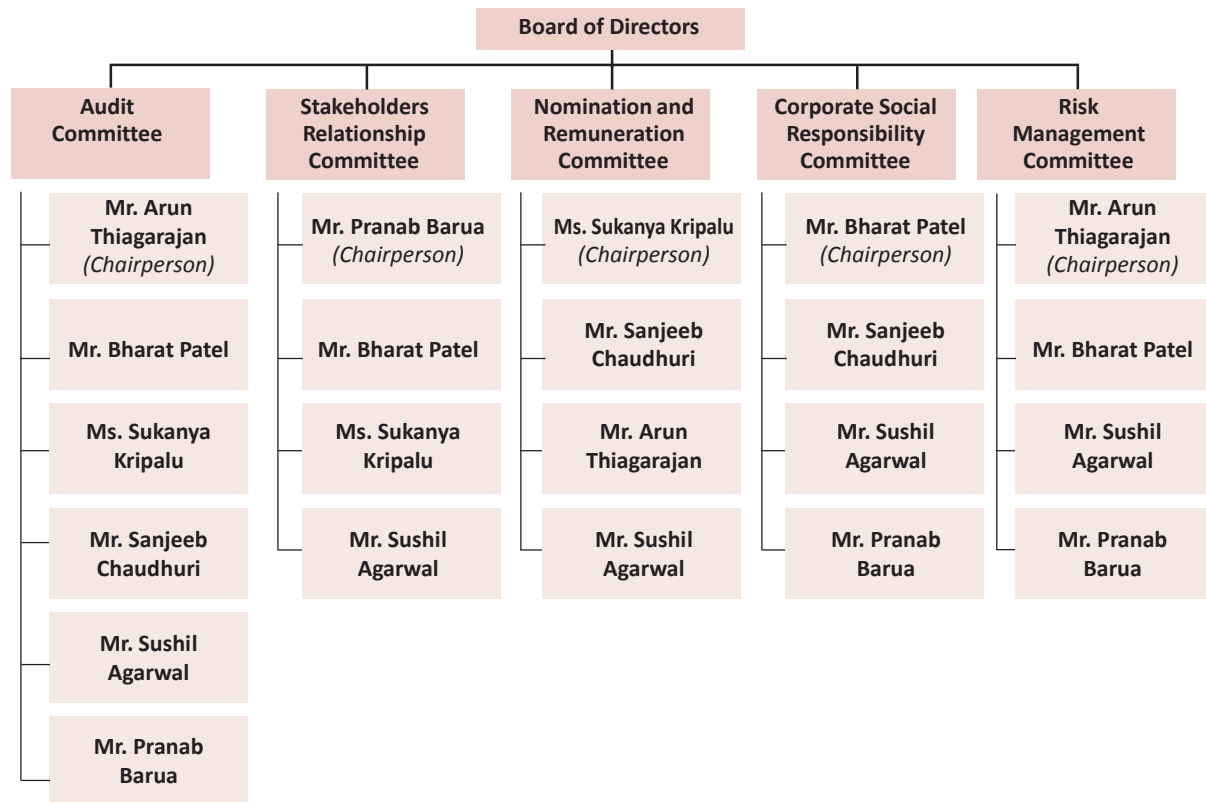 Board of Directors
Audit
Committee
Stakeholders
Relationship
Committee
Nomination and
Remuneration
Committee
Corporate Social
Responsibility
Committee
Risk
Management
Committee
Mr. Arun
Thiagarajan
(Chairperson)
Mr. Bharat Patel
Ms. Sukanya
Kripalu
Mr. Sanjeeb
Chaudhuri
Mr. Sushil
Agarwal
Mr. Pranab
Barua
Mr. Pranab Barua
(Chairperson)
Mr. Bharat Patel
Ms. Sukanya
Kripalu
Mr. Sushil
Agarwal
Ms. Sukanya Kripalu
(Chairperson)
Mr. Sanjeeb
Chaudhuri
Mr. Arun
Thiagarajan
Mr. Sushil
Agarwal
Mr. Bharat Patel
(Chairperson)
Mr. Sanjeeb
Chaudhuri
Mr. Sushil
Agarwal
Mr. Pranab
Barua
Mr. Arun
Thiagarajan
(Chairperson)
Mr. Bharat Patel
Mr. Sushil
Agarwal
Mr. Pranab
Barua